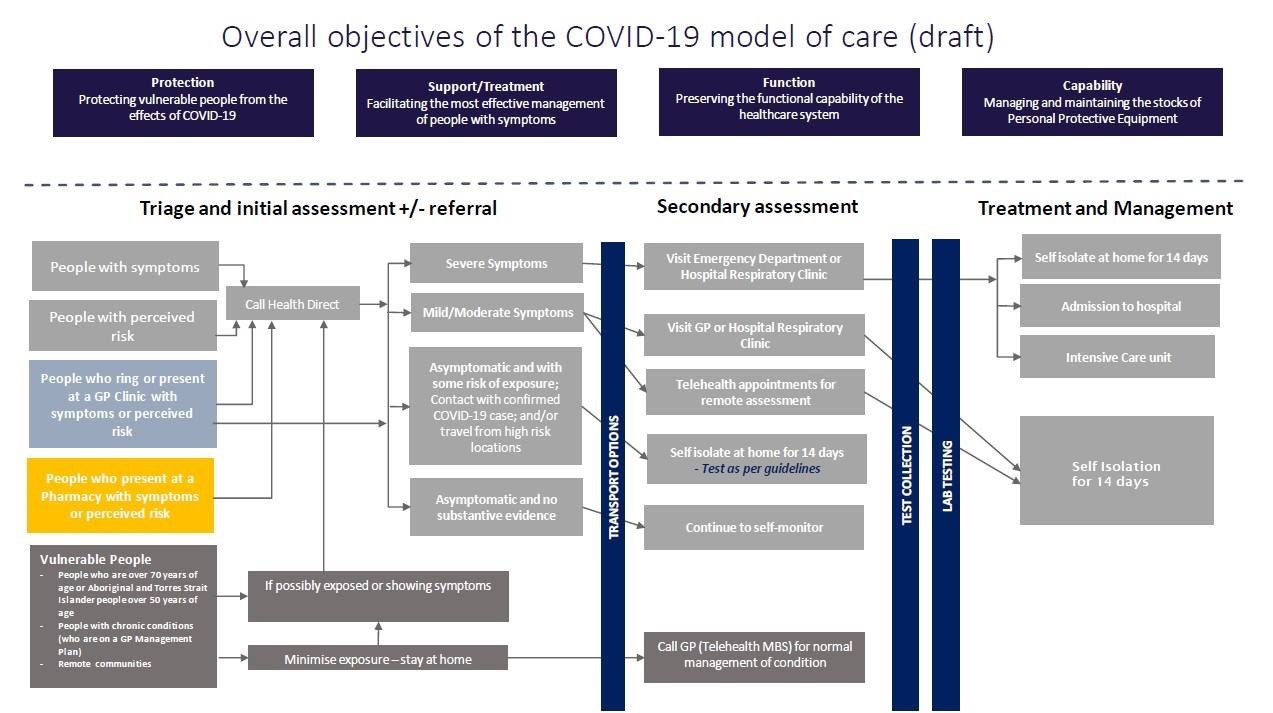 Overall objectives of the COVID-19 model of care (draft)
Protection
Protecting vulnerable people from the
effects of COVID-19
Support/Treatment
Facilitating the most effective management
of people with symptoms
Function
Preserving the functional capability of the
healthcare system
Capability
Managing and maintaining the stocks of
Personal Protective Equipment
Triage and initial assessment +/- referral
Secondary assessment
Treatment and Management
People with symptoms
People with perceived
risk
People who ring or present
at a GP Clinic with
symptoms or perceived
risk
People who present at a
Pharmacy with symptoms
or perceived risk
Vulnerable People
- People who are over 70 years of
age or Aboriginal and Torres Strait
Islander people over 50 years of
age
- People with chronic conditions
(who are on a GP Management
Plan)
- Remote communities
Call Health Direct
If possibly exposed or showing symptoms
Minimise exposure – stay at home
Severe Symptoms
Mild/Moderate Symptoms
Asymptomatic and with
some risk of exposure;
Contact with confirmed
COVID-19 case; and/or
travel from high risk
locations
Asymptomatic and no
substantive evidence
TRANSPORT OPTIONS
Visit Emergency Department or
Hospital Respiratory Clinic
Visit GP or Hospital Respiratory
Clinic
Telehealth appointments for
remote assessment
Self isolate at home for 14 days
- Test as per guidelines
Continue to self-monitor
Call GP (Telehealth MBS) for normal
management of condition
TEST COLLECTION
LAB TESTING
Self isolate at home for 14 days
Admission to hospital
Intensive Care unit
Self Isolation
for 14 days